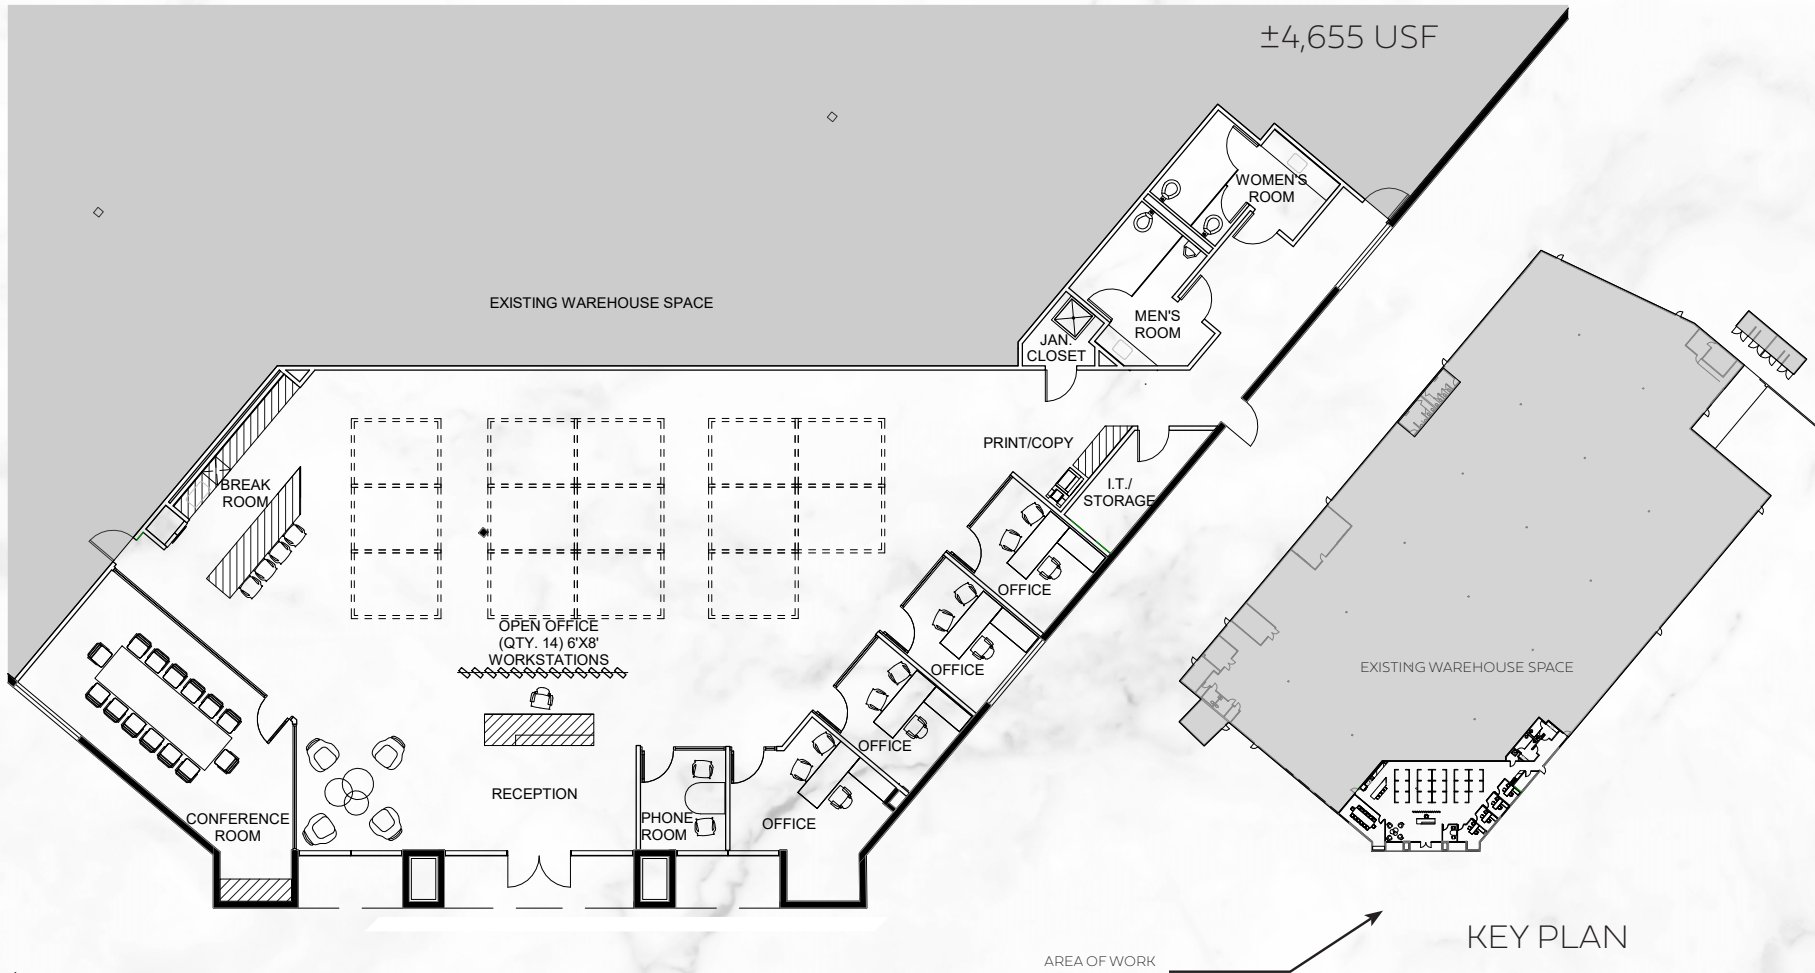 ±4,655 USF
WOMEN'S
ROOM
EXISTING WAREHOUSE SPACE
MEN'S
ROOM
JAN.
CLOSET
PRINT/COPY
BREAK
ROOM
I.T./
STORAGE
OFFICE
OPEN OFFICE
(QTY. 14) 6'X8'
WORKSTATIONS
OFFICE
EXISTING WAREHOUSE SPACE
OFFICE
RECEPTION
CONFERENCE
ROOM
PHONE
ROOM
OFFICE
KEY PLAN
AREA OF WORK